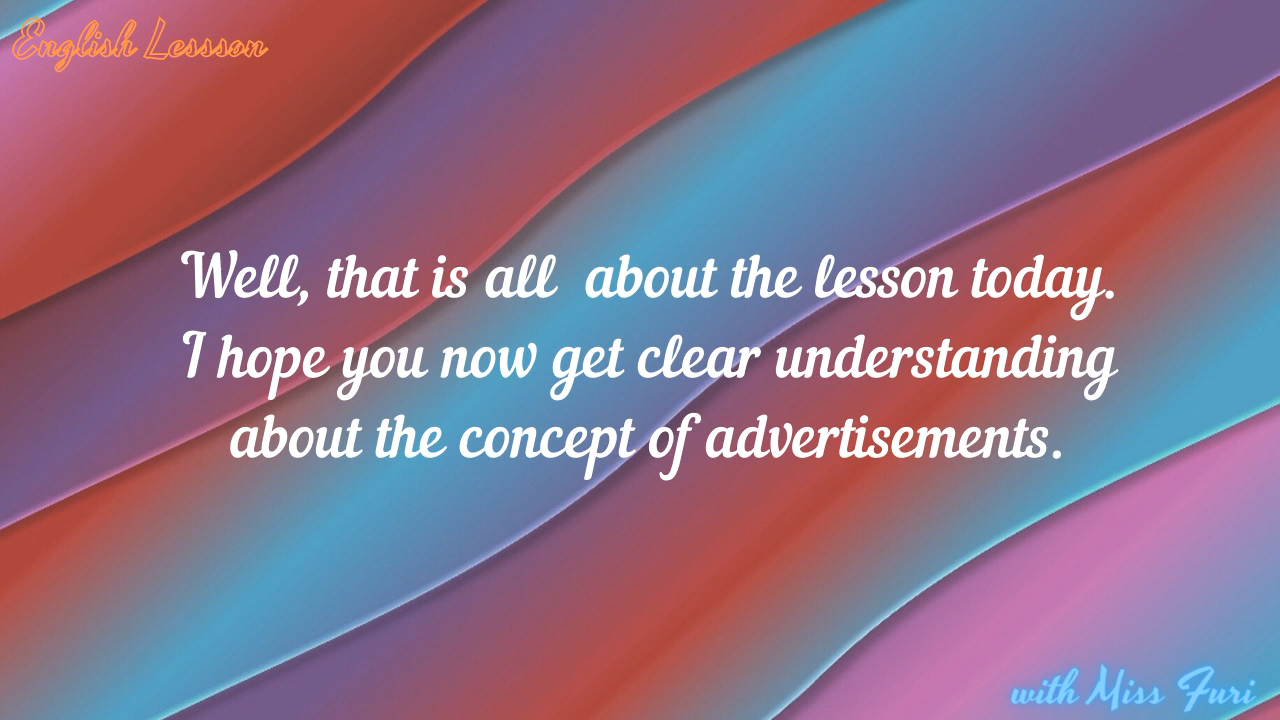 English Lessson
Well, that is all  about the lesson today.
I hope you now get clear understanding
about the concept of advertisements.
with Miss Furi